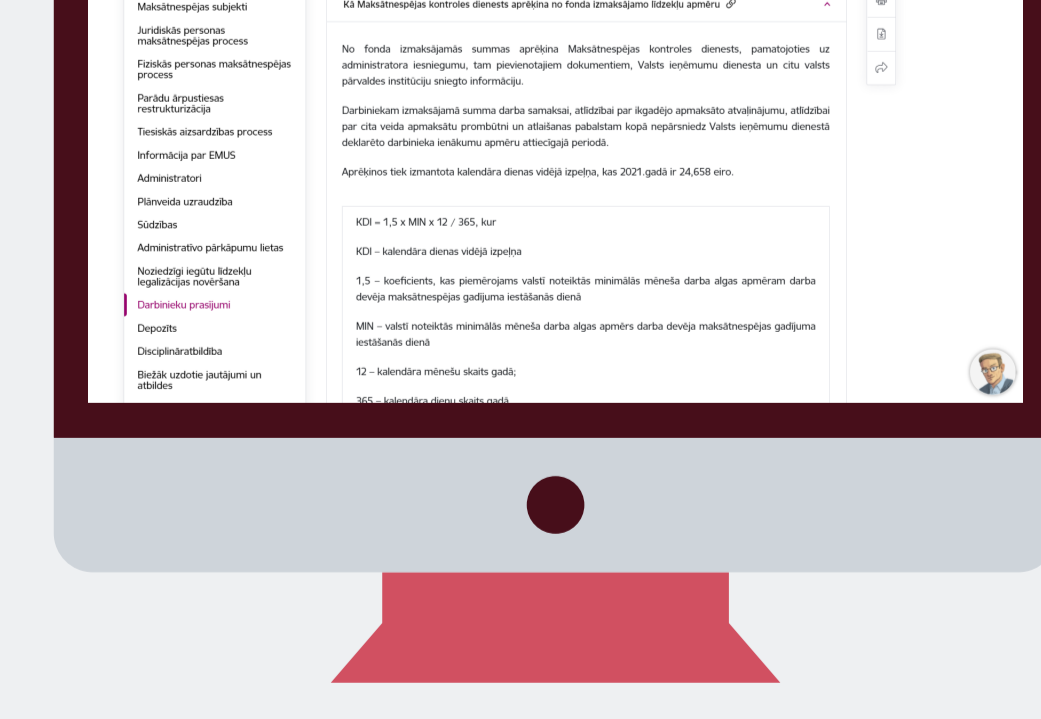 Maksātnespējas subjekti
Juridiskās personas
maksātnespējas process
Fiziskās personas maksātnespējas
process
Parādu ārpustiesas
restrukturizācija
Tiesiskās aizsardzības process
Informācija par EMUS
Administratori
Plānveida uzraudzība
Sūdzības
Administratīvo pārkāpumu lietas
Noziedzīgi iegūtu līdzekļu
legalizācijas novēršana
Darbinieku prasījumi
Depozīts
Disciplināratbildība
Biežāk uzdotie jautājumi un
atbildes
Kā Maksātnespējas kontroles dienests aprēķina no fonda izmaksājamo līdzekļu apmēru
No fonda izmaksājamās summas aprēķina Maksātnespējas kontroles dienests, pamatojoties uz
administratora iesniegumu, tam pievienotajiem dokumentiem, Valsts ieņēmumu dienesta un citu valsts
pārvaldes institūciju sniegto informāciju.
Darbiniekam izmaksājamā summa darba samaksai, atlīdzībai par ikgadējo apmaksāto atvaļinājumu, atlīdzībai
par cita veida apmaksātu prombūtni un atlaišanas pabalstam kopā nepārsniedz Valsts ieņēmumu dienestā
deklarēto darbinieka ienākumu apmēru attiecīgajā periodā.
Aprēķinos tiek izmantota kalendāra dienas vidējā izpeļņa, kas 2021.gadā ir 24,658 eiro.
KDI = 1,5 x MIN x 12 / 365, kur
KDI – kalendāra dienas vidējā izpeļņa
1,5 – koeficients, kas piemērojams valstī noteiktās minimālās mēneša darba algas apmēram darba
devēja maksātnespējas gadījuma iestāšanās dienā
MIN – valstī noteiktās minimālās mēneša darba algas apmērs darba devēja maksātnespējas gadījuma
iestāšanās dienā
12 – kalendāra mēnešu skaits gadā;
365 – kalendāra dienu skaits gadā